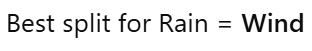 Best split for Rain = Wind